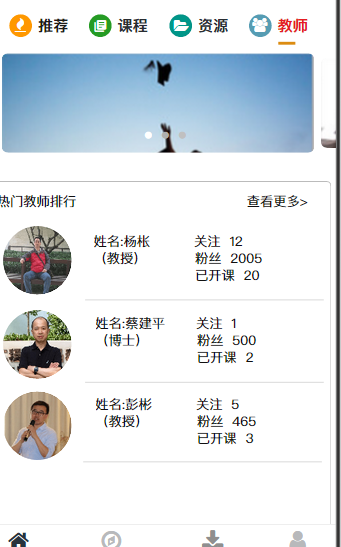 推荐 课程 资源 教师
热门教师排行 查看更多>
姓名:杨枨 关注 12
(教授) 粉丝 2005
已开课 20
姓名:蔡建平 关注 1
(博士) 粉丝 500
已开课 2
姓名:彭彬 关注 5
(教授) 粉丝 465
已开课 3